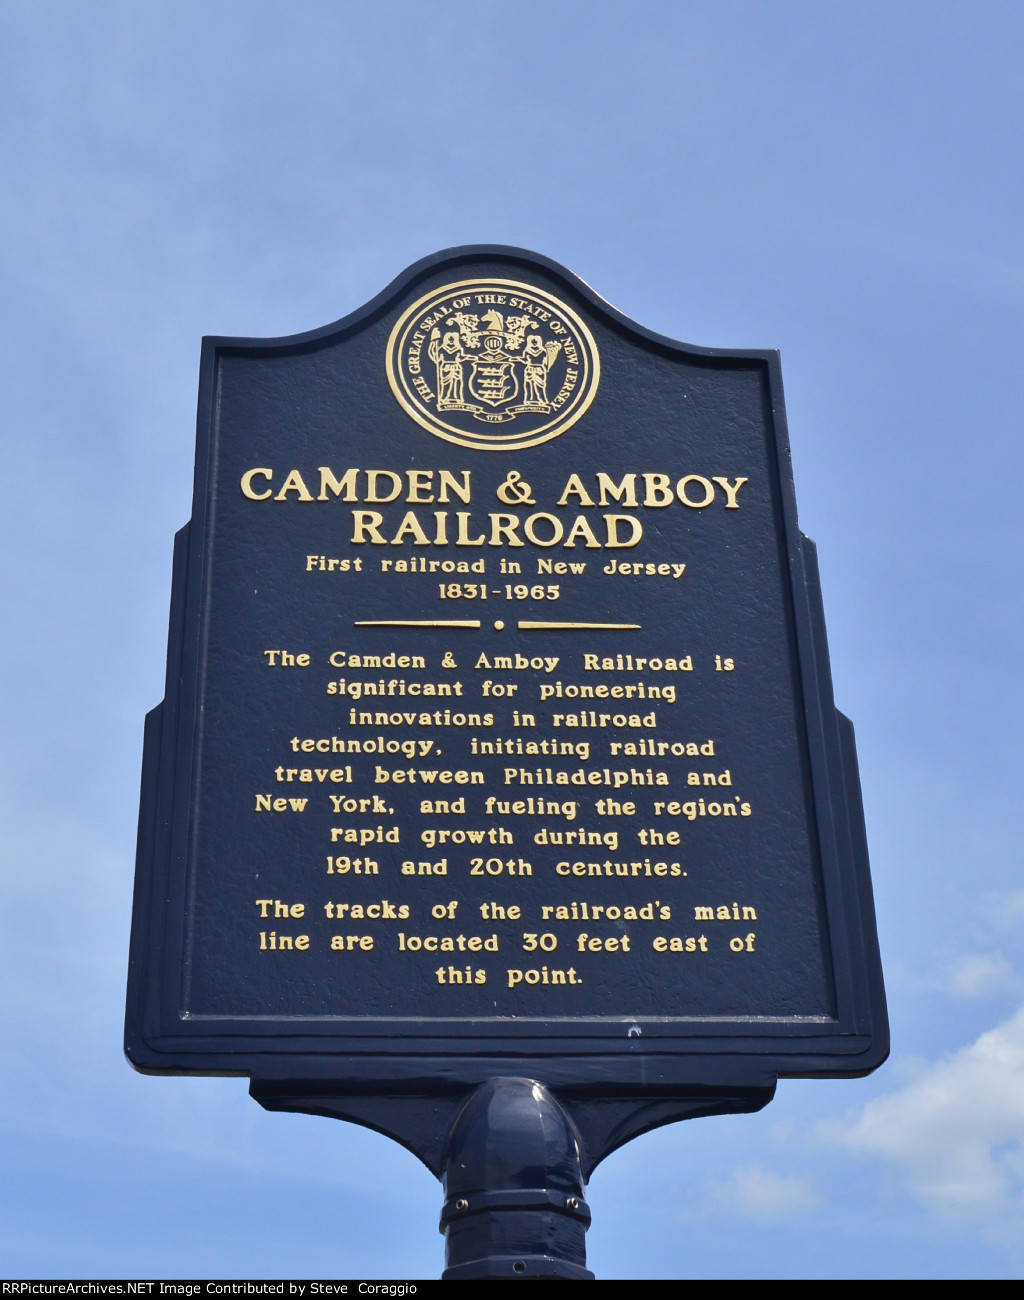 THE GREAT SEAL OF THE STATE OF NEW JERSEY
1776
CAMDEN & AMBOY
RAILROAD
First railroad in New Jersey
1831-1965
The Camden & Amboy Railroad is
significant for pioneering
innovations in railroad
technology, initiating railroad
travel between Philadelphia and
New York, and fueling the region's
rapid growth during the
19th and 20th centuries.
The tracks of the railroad's main
line are located 30 feet east of
this point.
RRPictureArchives.NET Image Contributed by Steve Coraggio